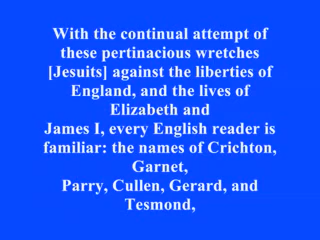 With the continual attempt of
these pertinacious wretches
[Jesuits] against the liberties of
England, and the lives of
Elizabeth and
James I, every English reader is
familiar: the names of Crichton,
Garnet,
Parry, Cullen, Gerard, and
Tesmond,